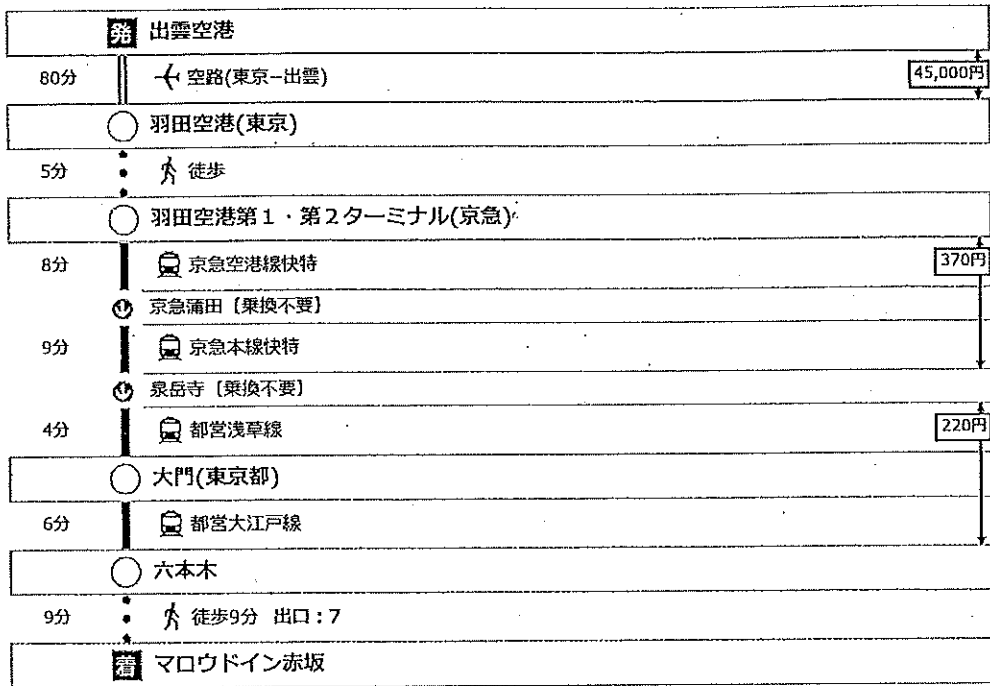 発 出雲空港
80分 空路(東京-出雲) 45,000円
羽田空港(東京)
5分 徒歩
羽田空港第1・第2ターミナル(京急)
8分 京急空港線快特 370円
京急蒲田 [乗換不要]
9分 京急本線快特
泉岳寺 [乗換不要]
4分 都営浅草線 220円
大門(東京都)
6分 都営大江戸線
六本木
9分 徒歩9分 出口:7
着 マロウドイン赤坂